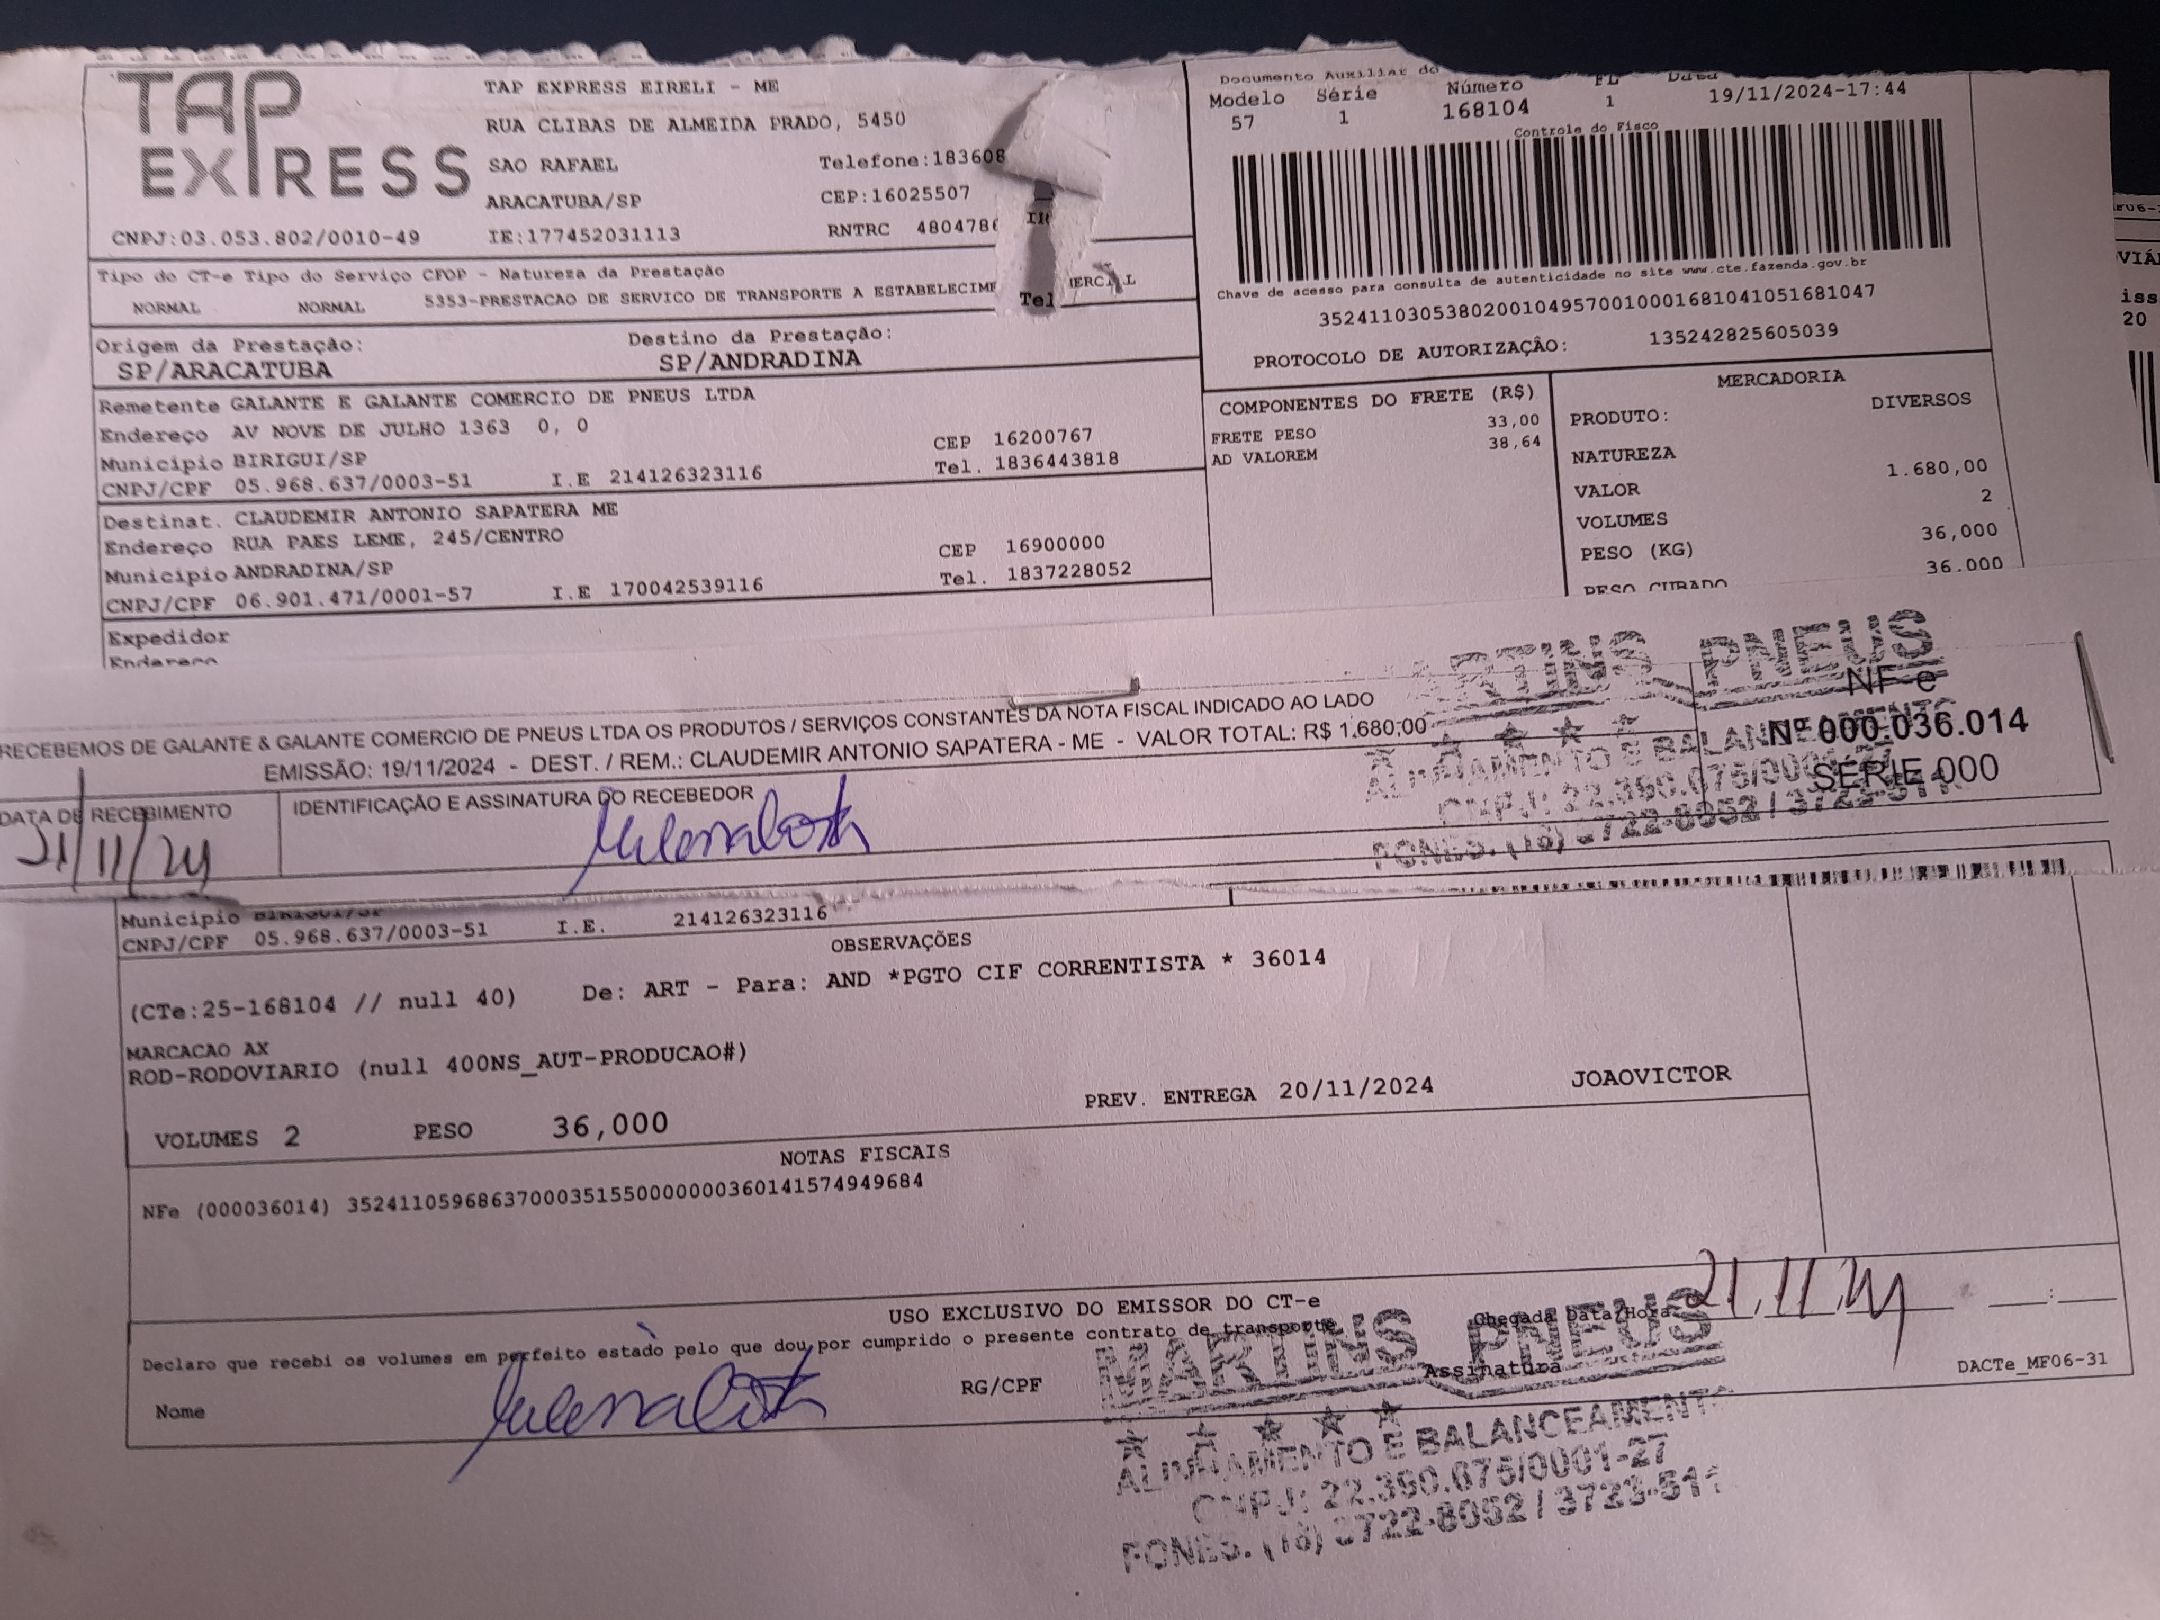 TAP EXPRESS
TAP EXPRESS EIRELI - ME
RUA CLIBAS DE ALMEIDA PRADO, 5450
SAO RAFAEL Telefone:183608
ARACATUBA/SP CEP:16025507
CNPJ:03.053.802/0010-49 IE:177452031113 RNTRC 4804786
Tipo do CT-e Tipo do Serviço CFOP - Natureza da Prestação
NORMAL NORMAL 5353-PRESTACAO DE SERVICO DE TRANSPORTE A ESTABELECIME
Tel
Origem da Prestação: Destino da Prestação:
SP/ARACATUBA SP/ANDRADINA
Remetente GALANTE E GALANTE COMERCIO DE PNEUS LTDA
Endereço AV NOVE DE JULHO 1363 0, 0
Município BIRIGUI/SP CEP 16200767
CNPJ/CPF 05.968.637/0003-51 I.E 214126323116 Tel. 1836443818
Destinat. CLAUDEMIR ANTONIO SAPATERA ME
Endereço RUA PAES LEME, 245/CENTRO
Município ANDRADINA/SP CEP 16900000
CNPJ/CPF 06.901.471/0001-57 I.E 170042539116 Tel. 1837228052
Expedidor
Endereço
Documento Auxiliar do
Modelo Série Número FL Data
57 1 168104 1 19/11/2024-17:44
Controle do Fisco
Chave de acesso para consulta de autenticidade no site www.cte.fazenda.gov.br
35241103053802001049570010001681041051681047
PROTOCOLO DE AUTORIZAÇÃO: 135242825605039
COMPONENTES DO FRETE (R$)
FRETE PESO 33,00
AD VALOREM 38,64
MERCADORIA
PRODUTO: DIVERSOS
NATUREZA
VALOR 1.680,00
VOLUMES 2
PESO (KG) 36,000
PESO CUBADO 36.000
RECEBEMOS DE GALANTE & GALANTE COMERCIO DE PNEUS LTDA OS PRODUTOS / SERVIÇOS CONSTANTES DA NOTA FISCAL INDICADO AO LADO
EMISSÃO: 19/11/2024 - DEST. / REM.: CLAUDEMIR ANTONIO SAPATERA - ME - VALOR TOTAL: R$ 1.680,00
NF-e
Nº 000.036.014
SÉRIE 000
DATA DE RECEBIMENTO IDENTIFICAÇÃO E ASSINATURA DO RECEBEDOR
21/11/24
ARTINS PNEUS
Município BIRIGUI/SP
CNPJ/CPF 05.968.637/0003-51 I.E. 214126323116
OBSERVAÇÕES
(CTe:25-168104 // null 40) De: ART - Para: AND *PGTO CIF CORRENTISTA * 36014
MARCACAO AX
ROD-RODOVIARIO (null 400NS_AUT-PRODUCAO#)
PREV. ENTREGA 20/11/2024 JOAOVICTOR
VOLUMES 2 PESO 36,000
NOTAS FISCAIS
NFe (000036014) 35241105968637000351550000000360141574949684
USO EXCLUSIVO DO EMISSOR DO CT-e
Declaro que recebi os volumes em perfeito estado pelo que dou por cumprido o presente contrato de transporte
Chegada Data/Hora 21.11.24
Nome RG/CPF Assinatura DACTe_MF06-31
MARTINS PNEUS
ALINHAMENTO E BALANCEAMENT
CNPJ: 22.360.675/0001-27
FONES. (18) 3722-8052 / 3723-511